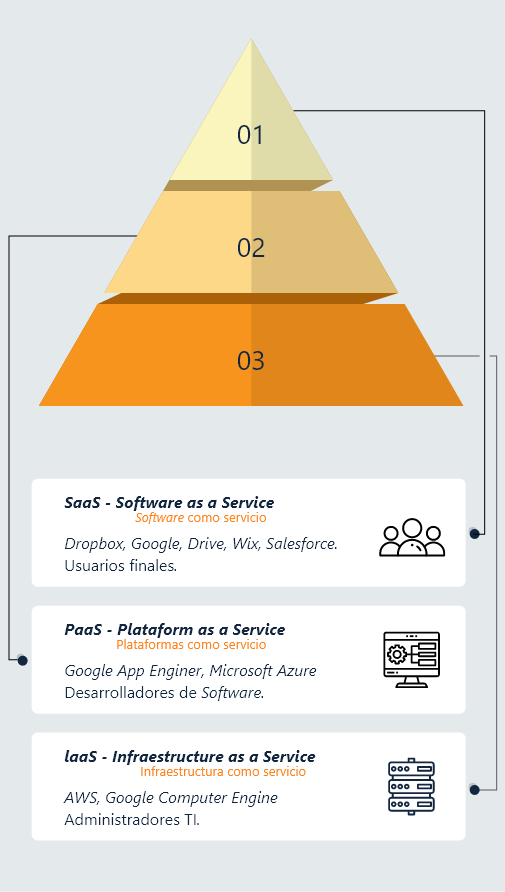 01
02
03
SaaS - Software as a Service
Software como servicio
Dropbox, Google, Drive, Wix, Salesforce.
Usuarios finales.
PaaS - Plataform as a Service
Plataformas como servicio
Google App Enginer, Microsoft Azure
Desarrolladores de Software.
laaS - Infraestructure as a Service
Infraestructura como servicio
AWS, Google Computer Engine
Administradores TI.